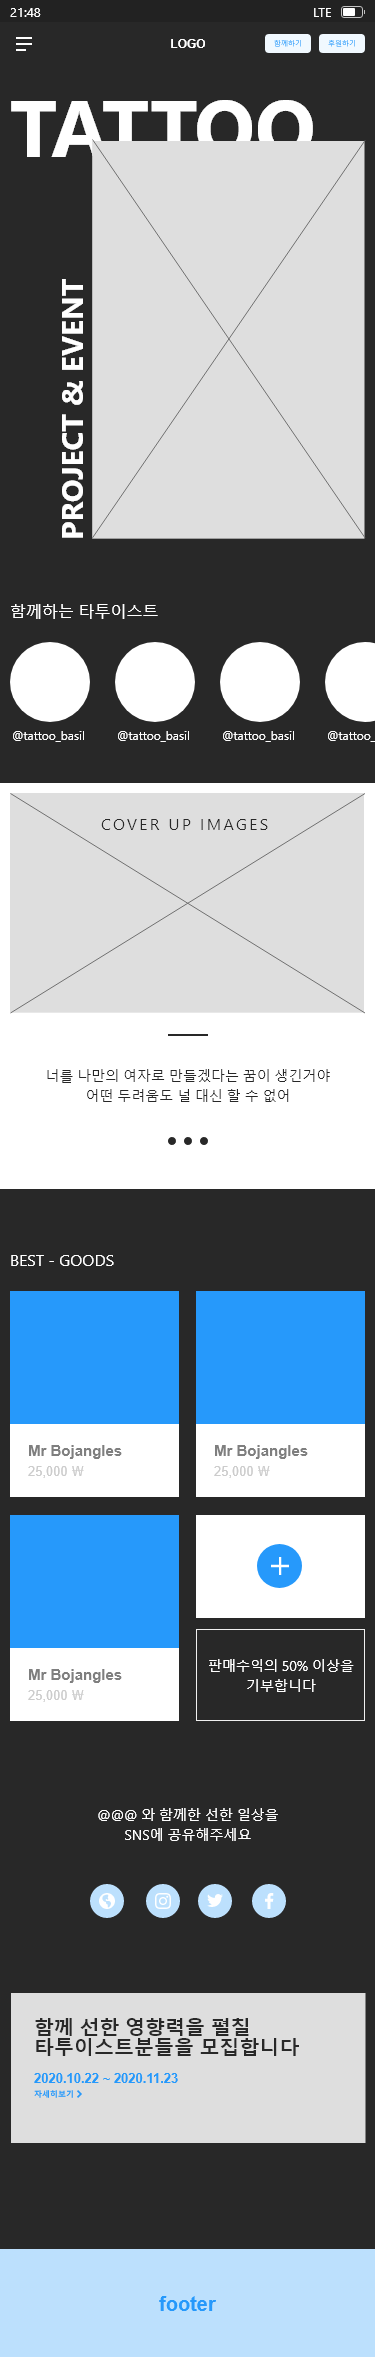 21:48
LTE
LOGO
함께하기
후원하기
TATTOO
PROJECT & EVENT
함께하는 타투이스트
@tattoo_basil
@tattoo_basil
@tattoo_basil
@tattoo_
COVER UP IMAGES
너를 나만의 여자로 만들겠다는 꿈이 생긴거야
어떤 두려움도 널 대신 할 수 없어
BEST - GOODS
Mr Bojangles
25,000 ₩
Mr Bojangles
25,000 ₩
Mr Bojangles
25,000 ₩
판매수익의 50% 이상을
기부합니다
@@@ 와 함께한 선한 일상을
SNS에 공유해주세요
함께 선한 영향력을 펼칠
타투이스트분들을 모집합니다
2020.10.22 ~ 2020.11.23
자세히보기 >
footer